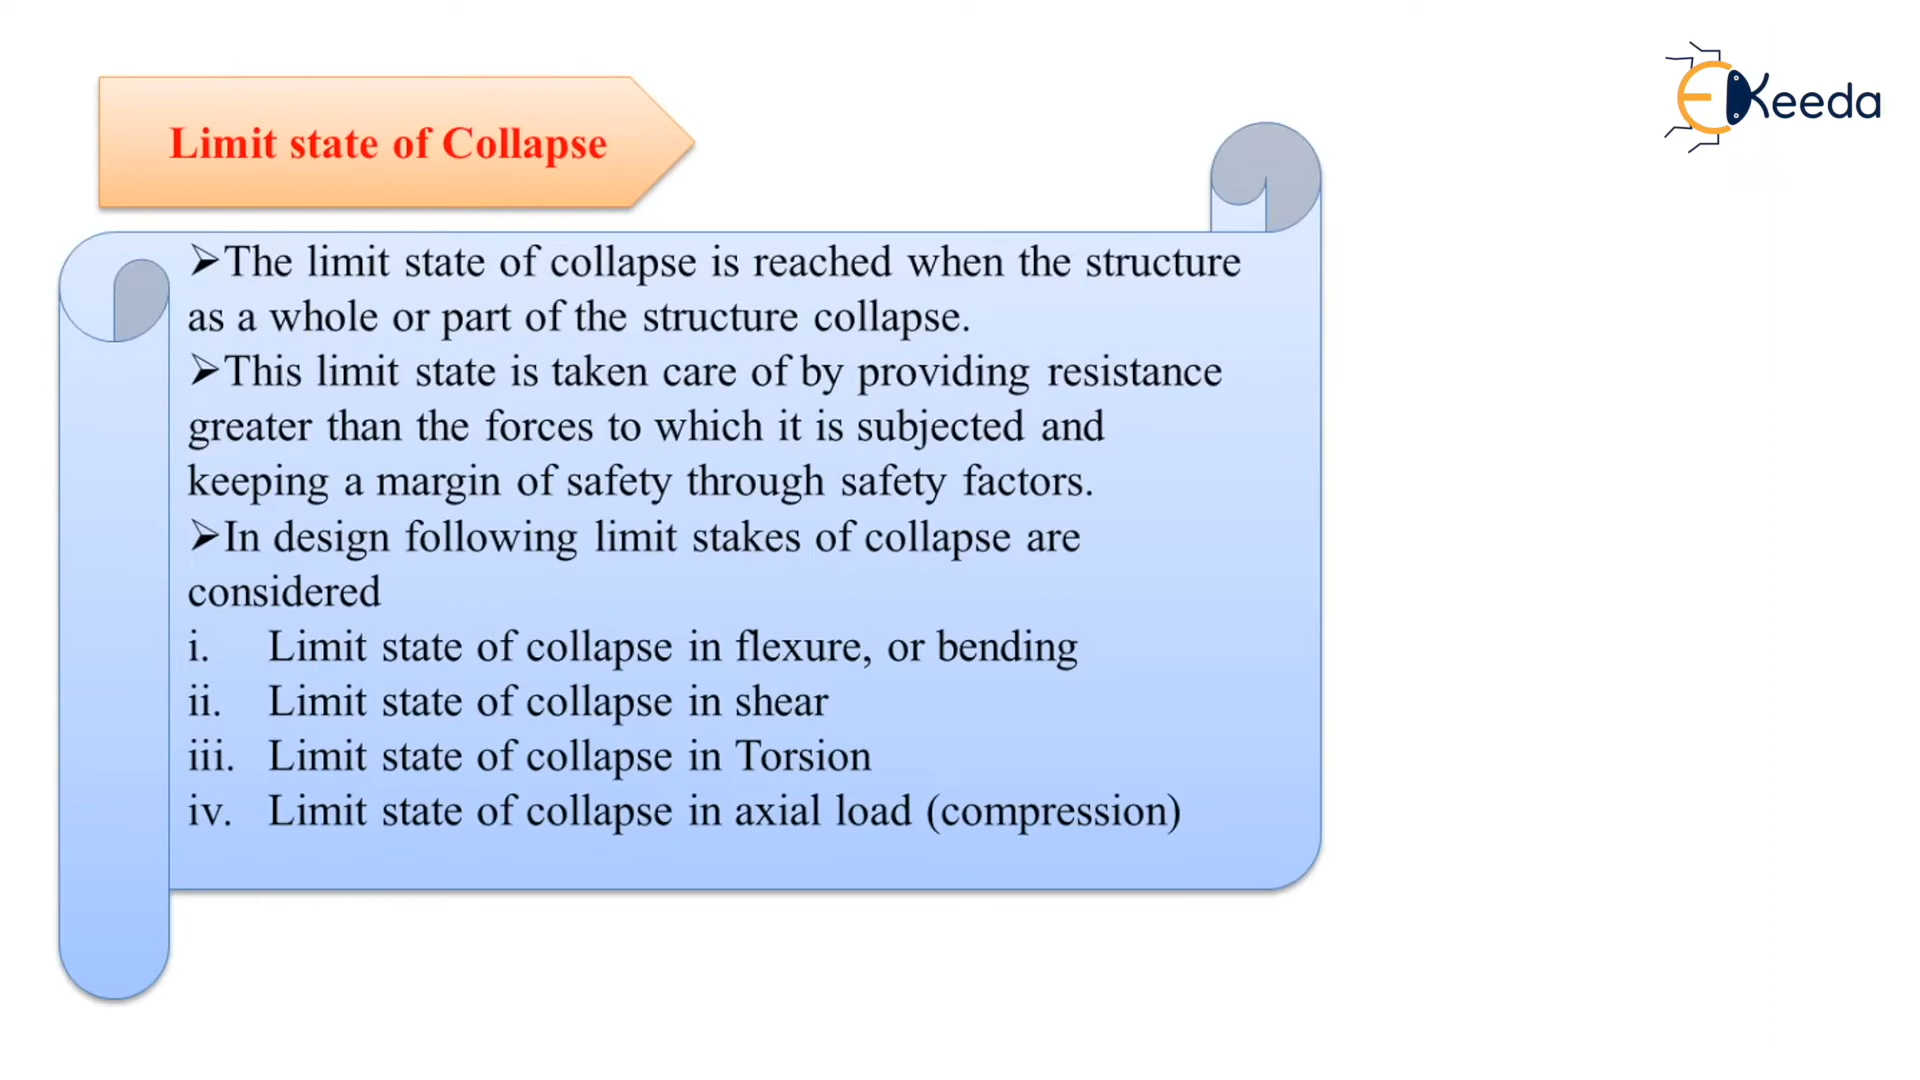 Limit state of Collapse
EKeeda
➢The limit state of collapse is reached when the structure
as a whole or part of the structure collapse.
➢This limit state is taken care of by providing resistance
greater than the forces to which it is subjected and
keeping a margin of safety through safety factors.
➢In design following limit stakes of collapse are
considered
i. Limit state of collapse in flexure, or bending
ii. Limit state of collapse in shear
iii. Limit state of collapse in Torsion
iv. Limit state of collapse in axial load (compression)